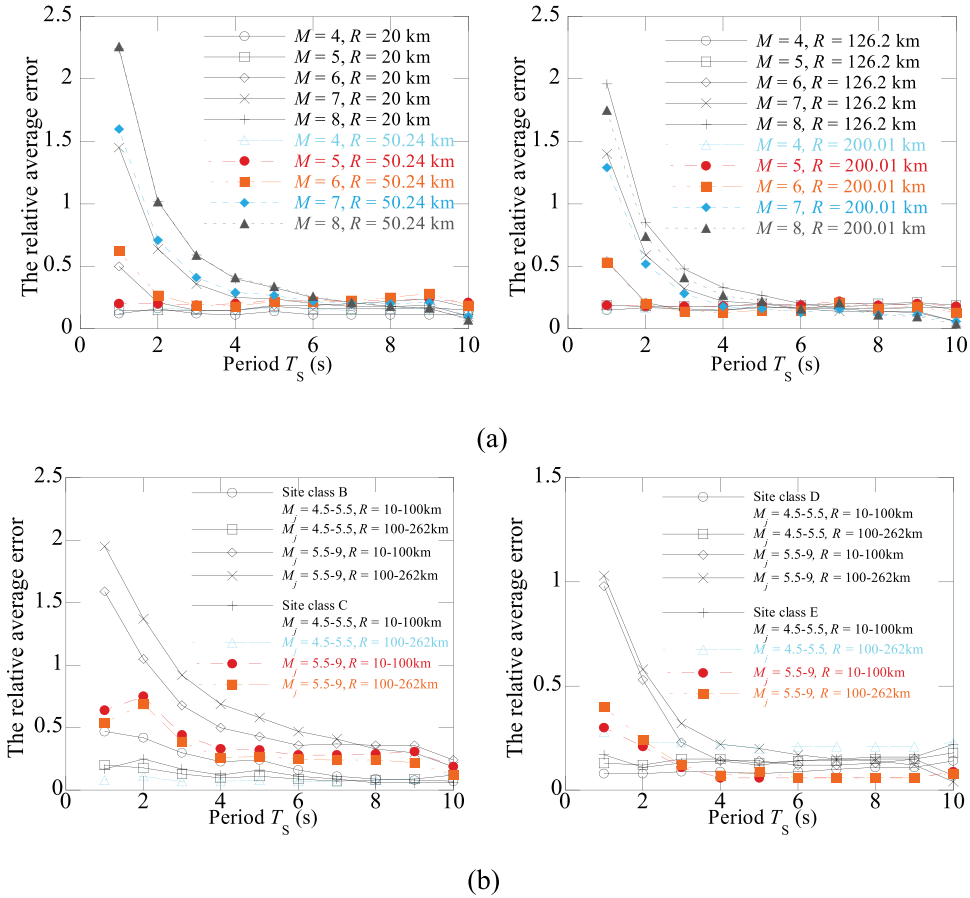 The relative average error
2.5
2
1.5
1
0.5
0
M = 4, R = 20 km
M = 5, R = 20 km
M = 6, R = 20 km
M = 7, R = 20 km
M = 8, R = 20 km
M = 4, R = 50.24 km
M = 5, R = 50.24 km
M = 6, R = 50.24 km
M = 7, R = 50.24 km
M = 8, R = 50.24 km
0 2 4 6 8 10
Period TS (s)
The relative average error
2.5
2
1.5
1
0.5
0
M = 4, R = 126.2 km
M = 5, R = 126.2 km
M = 6, R = 126.2 km
M = 7, R = 126.2 km
M = 8, R = 126.2 km
M = 4, R = 200.01 km
M = 5, R = 200.01 km
M = 6, R = 200.01 km
M = 7, R = 200.01 km
M = 8, R = 200.01 km
0 2 4 6 8 10
Period TS (s)
(a)
The relative average error
2.5
2
1.5
1
0.5
0
Site class B
Mj = 4.5-5.5, R = 10-100km
Mj = 4.5-5.5, R = 100-262km
Mj = 5.5-9, R = 10-100km
Mj = 5.5-9, R = 100-262km
Site class C
Mj = 4.5-5.5, R = 10-100km
Mj = 4.5-5.5, R = 100-262km
Mj = 5.5-9, R = 10-100km
Mj = 5.5-9, R = 100-262km
0 2 4 6 8 10
Period TS (s)
The relative average error
1.5
1
0.5
0
Site class D
Mj = 4.5-5.5, R = 10-100km
Mj = 4.5-5.5, R = 100-262km
Mj = 5.5-9, R = 10-100km
Mj = 5.5-9, R = 100-262km
Site class E
Mj = 4.5-5.5, R = 10-100km
Mj = 4.5-5.5, R = 100-262km
Mj = 5.5-9, R = 10-100km
Mj = 5.5-9, R = 100-262km
0 2 4 6 8 10
Period TS (s)
(b)